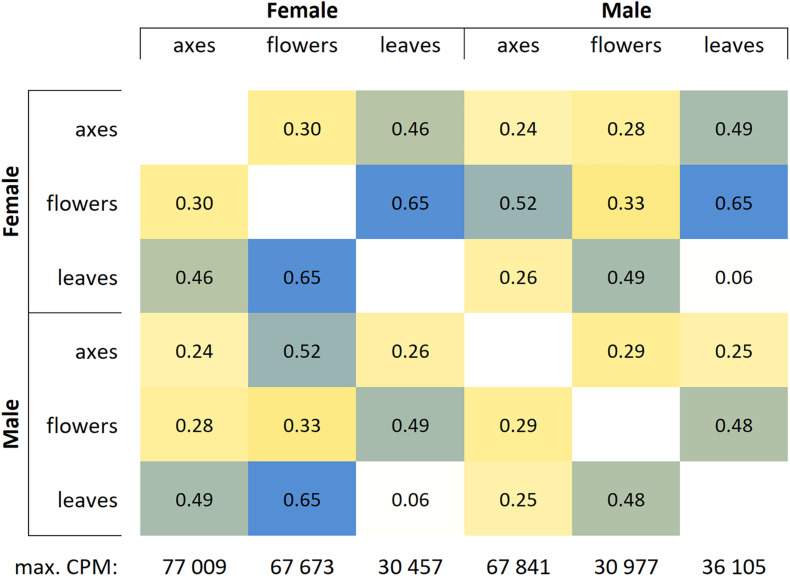 Female Male
axes flowers leaves axes flowers leaves
Female
axes 0.30 0.46 0.24 0.28 0.49
flowers 0.30 0.65 0.52 0.33 0.65
leaves 0.46 0.65 0.26 0.49 0.06
Male
axes 0.24 0.52 0.26 0.29 0.25
flowers 0.28 0.33 0.49 0.29 0.48
leaves 0.49 0.65 0.06 0.25 0.48
max. CPM: 77 009 67 673 30 457 67 841 30 977 36 105